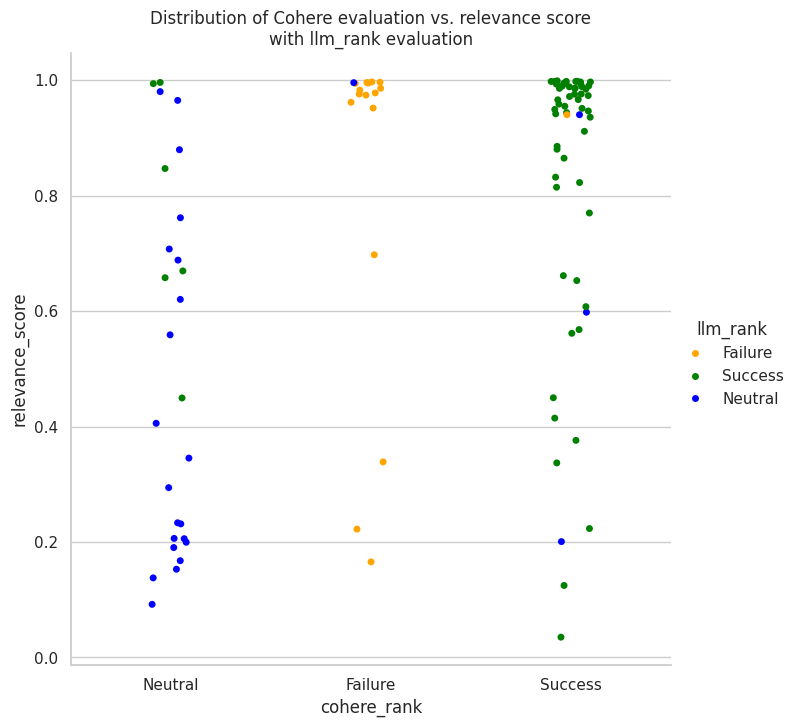 Distribution of Cohere evaluation vs. relevance score
with llm_rank evaluation
relevance_score
1.0
0.8
0.6
0.4
0.2
0.0
Neutral
Failure
Success
cohere_rank
llm_rank
Failure
Success
Neutral